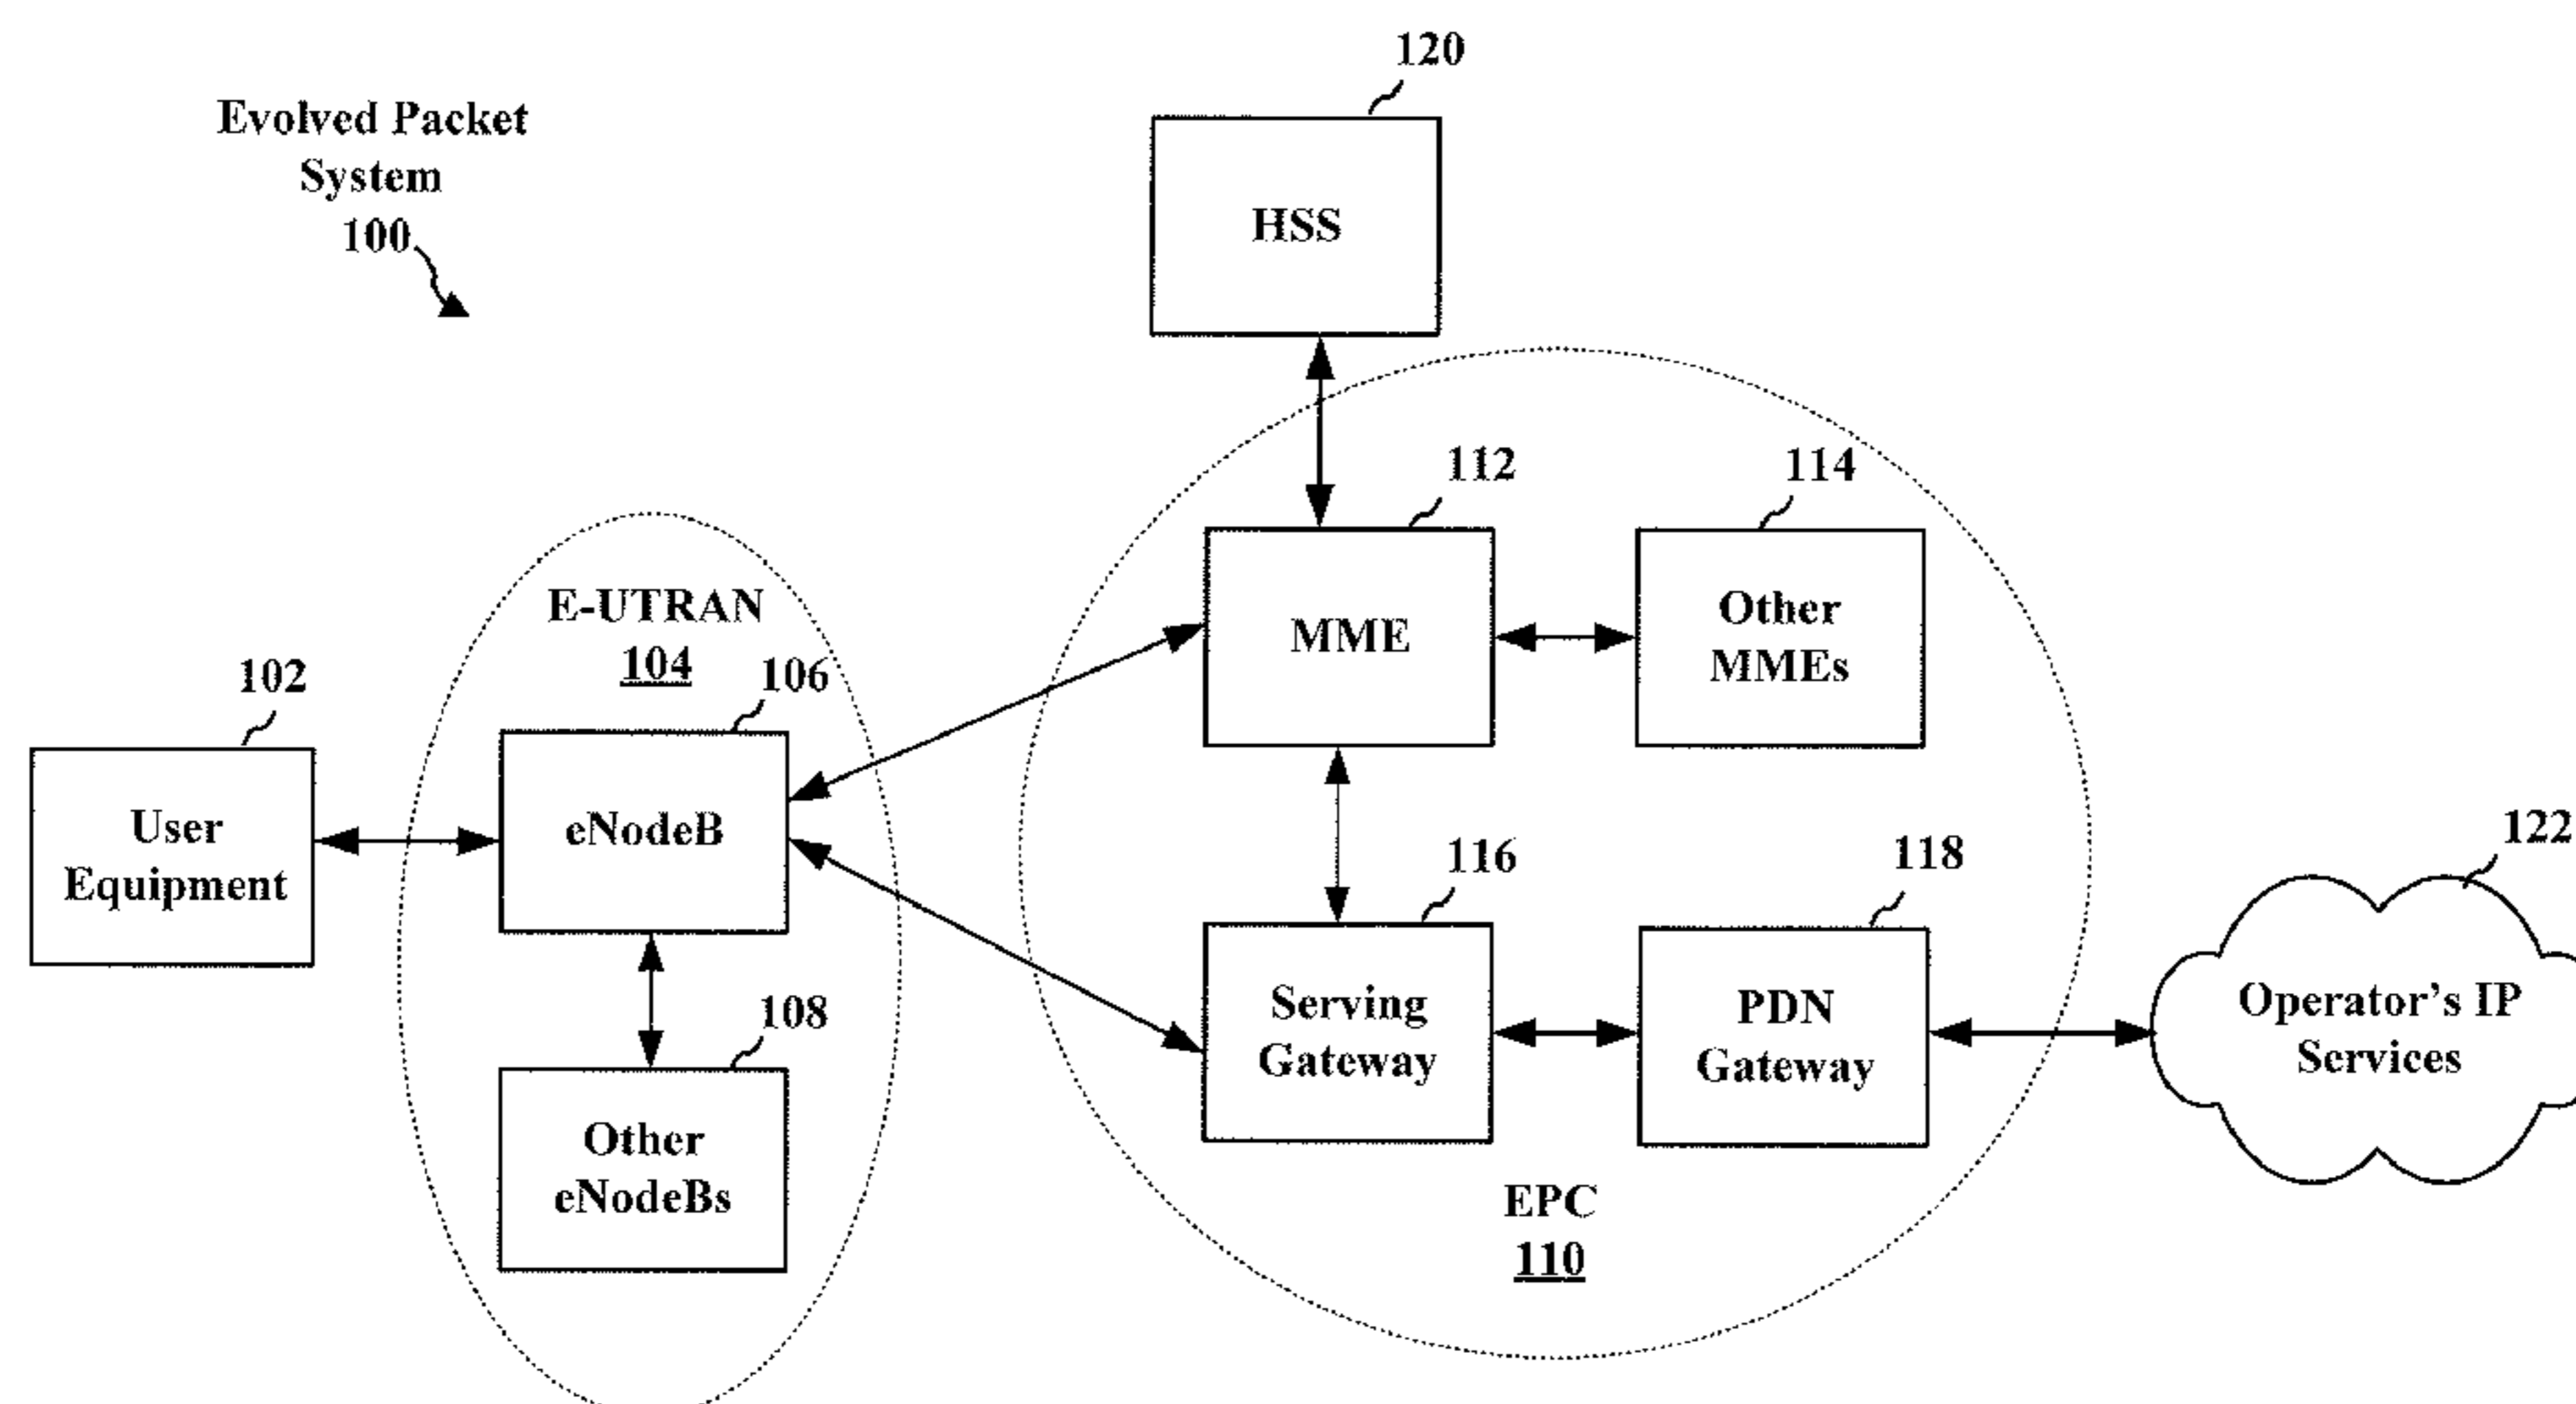 Evolved Packet
System
100
120
HSS
112
114
MME
Other
MMEs
E-UTRAN
104
106
102
User
Equipment
eNodeB
108
Other
eNodeBs
116
Serving
Gateway
118
PDN
Gateway
122
Operator's IP
Services
EPC
110